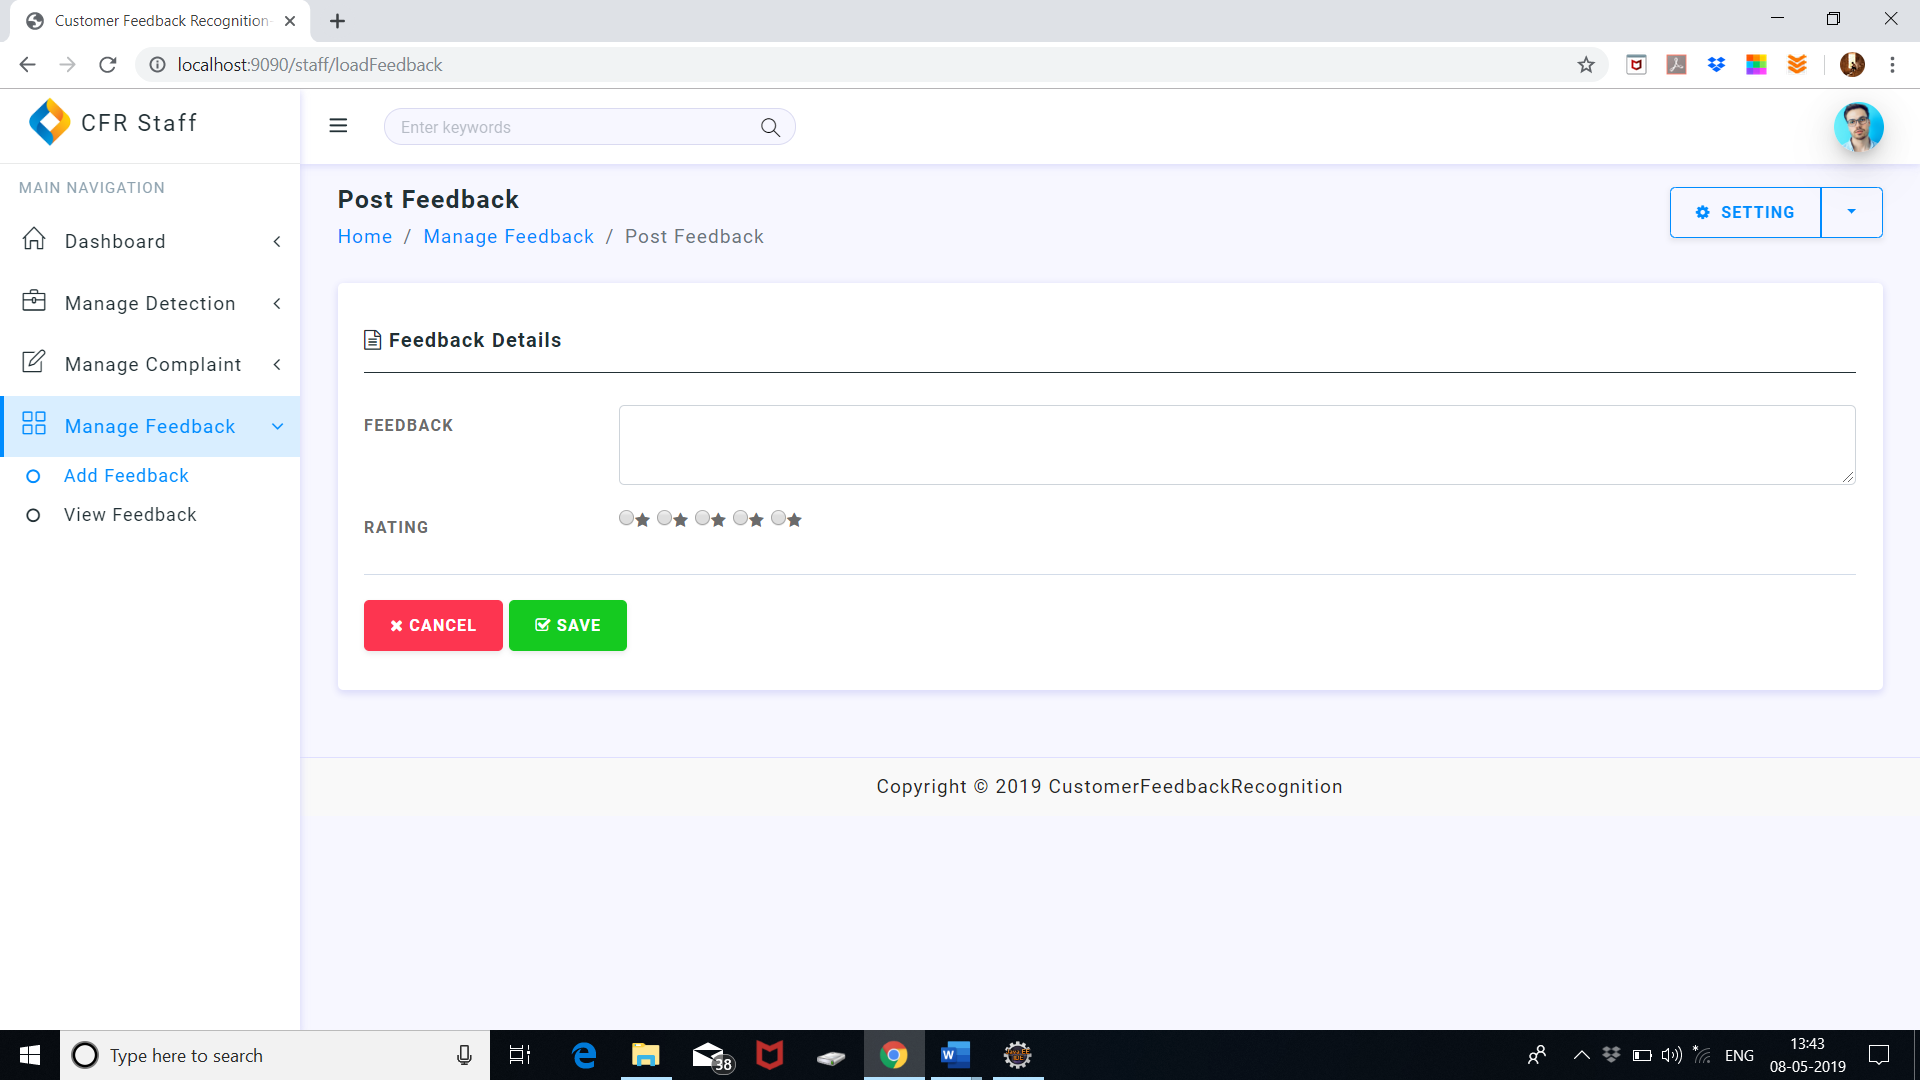 Customer Feedback Recognition-
localhost:9090/staff/loadFeedback
CFR Staff
Enter keywords
MAIN NAVIGATION
Dashboard
Manage Detection
Manage Complaint
Manage Feedback
Add Feedback
View Feedback
Post Feedback
Home / Manage Feedback / Post Feedback
SETTING
Feedback Details
FEEDBACK
RATING
CANCEL
SAVE
Copyright © 2019 CustomerFeedbackRecognition
Type here to search
38
W
ENG
13:43
08-05-2019